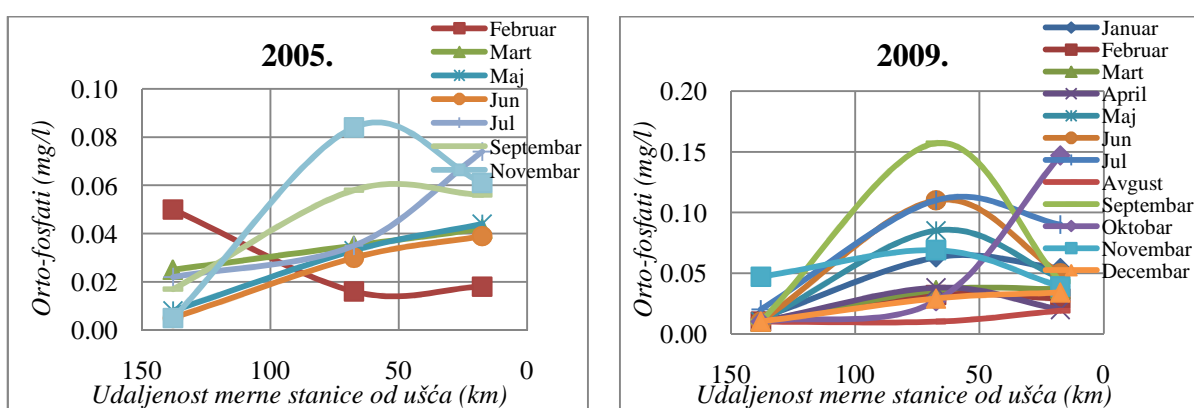 2005.
Orto-fosfati (mg/l)
0.10
0.08
0.06
0.04
0.02
0.00
150
100
50
0
Udaljenost merne stanice od ušća (km)
Februar
Mart
Maj
Jun
Jul
Septembar
Novembar
2009.
Orto-fosfati (mg/l)
0.20
0.15
0.10
0.05
0.00
150
100
50
0
Udaljenost merne stanice od ušća (km)
Januar
Februar
Mart
April
Maj
Jun
Jul
Avgust
Septembar
Oktobar
Novembar
Decembar